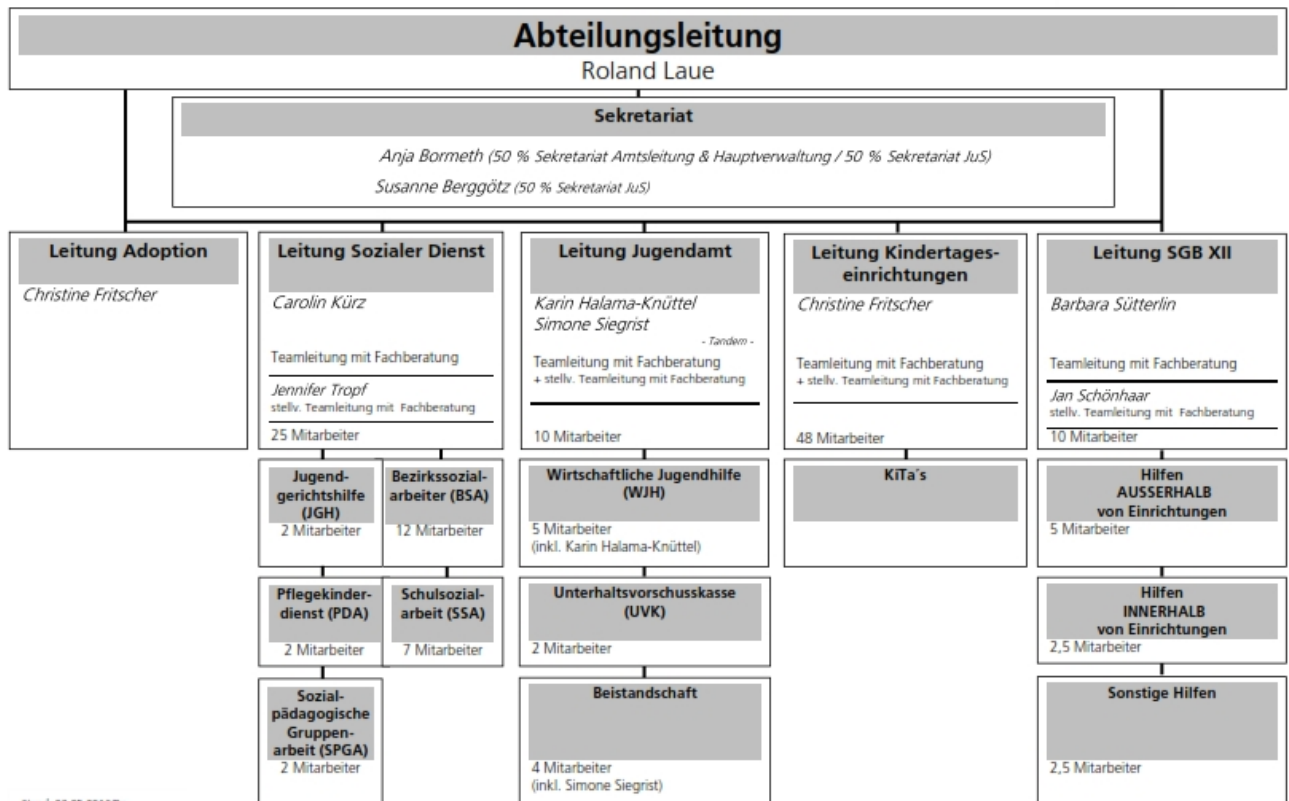 Abteilungsleitung
Roland Laue
Sekretariat
Anja Bormeth (50 % Sekretariat Amtsleitung & Hauptverwaltung / 50 % Sekretariat JuS)
Susanne Berggötz (50 % Sekretariat JuS)
Leitung Adoption
Christine Fritscher
Leitung Sozialer Dienst
Carolin Kürz
Teamleitung mit Fachberatung
Jennifer Tropf
stellv. Teamleitung mit Fachberatung
25 Mitarbeiter
Jugend-
gerichtshilfe
(JGH)
2 Mitarbeiter
Bezirkssozial-
arbeiter (BSA)
12 Mitarbeiter
Pflegekinder-
dienst (PDA)
2 Mitarbeiter
Schulsozial-
arbeit (SSA)
7 Mitarbeiter
Sozial-
pädagogische
Gruppen-
arbeit (SPGA)
2 Mitarbeiter
Leitung Jugendamt
Karin Halama-Knüttel
Simone Siegrist
- Tandem -
Teamleitung mit Fachberatung
+ stellv. Teamleitung mit Fachberatung
10 Mitarbeiter
Wirtschaftliche Jugendhilfe
(WJH)
5 Mitarbeiter
(inkl. Karin Halama-Knüttel)
Unterhaltsvorschusskasse
(UVK)
2 Mitarbeiter
Beistandschaft
4 Mitarbeiter
(inkl. Simone Siegrist)
Leitung Kindertages-
einrichtungen
Christine Fritscher
Teamleitung mit Fachberatung
+ stellv. Teamleitung mit Fachberatung
48 Mitarbeiter
KiTa´s
Leitung SGB XII
Barbara Sütterlin
Teamleitung mit Fachberatung
Jan Schönhaar
stellv. Teamleitung mit Fachberatung
10 Mitarbeiter
Hilfen
AUSSERHALB
von Einrichtungen
5 Mitarbeiter
Hilfen
INNERHALB
von Einrichtungen
2,5 Mitarbeiter
Sonstige Hilfen
2,5 Mitarbeiter